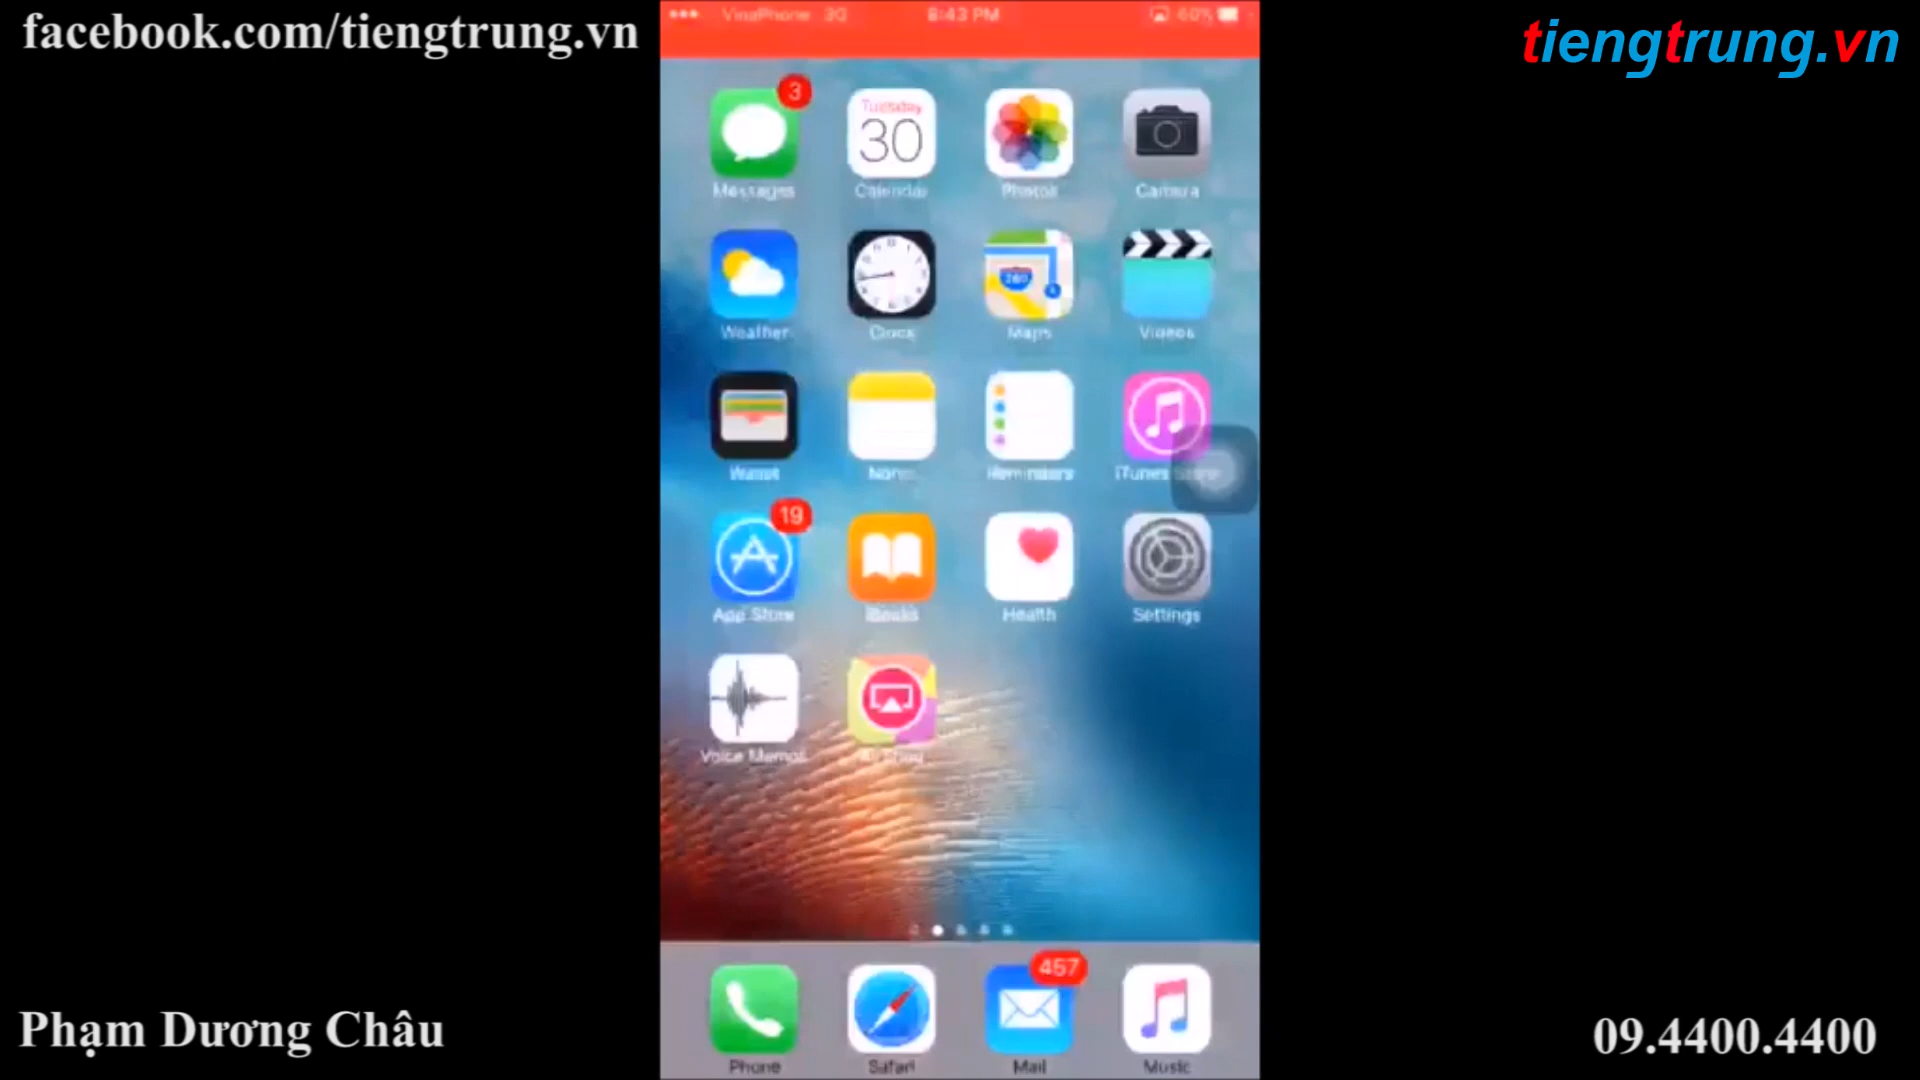 facebook.com/tiengtrung.vn
tiengtrung.vn
VinaPhone 3G 8:43 PM 60%
3
Tuesday
30
Messages Calendar Photos Camera
280
Weather Clock Maps Videos
Wallet Reminders iTunes Store
19
App Store iBooks Health Settings
Voice Memos
457
Phone Safari Mail Music
Phạm Dương Châu
09.4400.4400